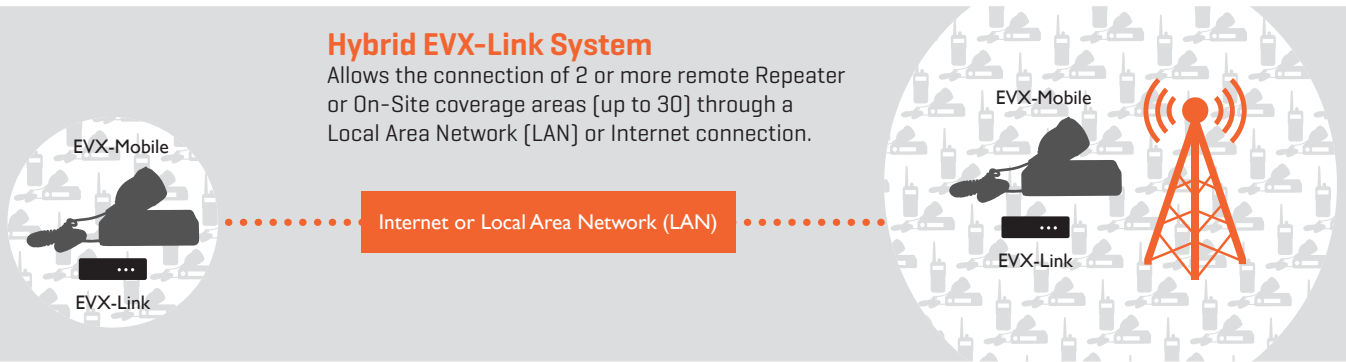 Hybrid EVX-Link System
Allows the connection of 2 or more remote Repeater
or On-Site coverage areas (up to 30) through a
Local Area Network (LAN) or Internet connection.
EVX-Mobile
EVX-Link
Internet or Local Area Network (LAN)
EVX-Mobile
EVX-Link